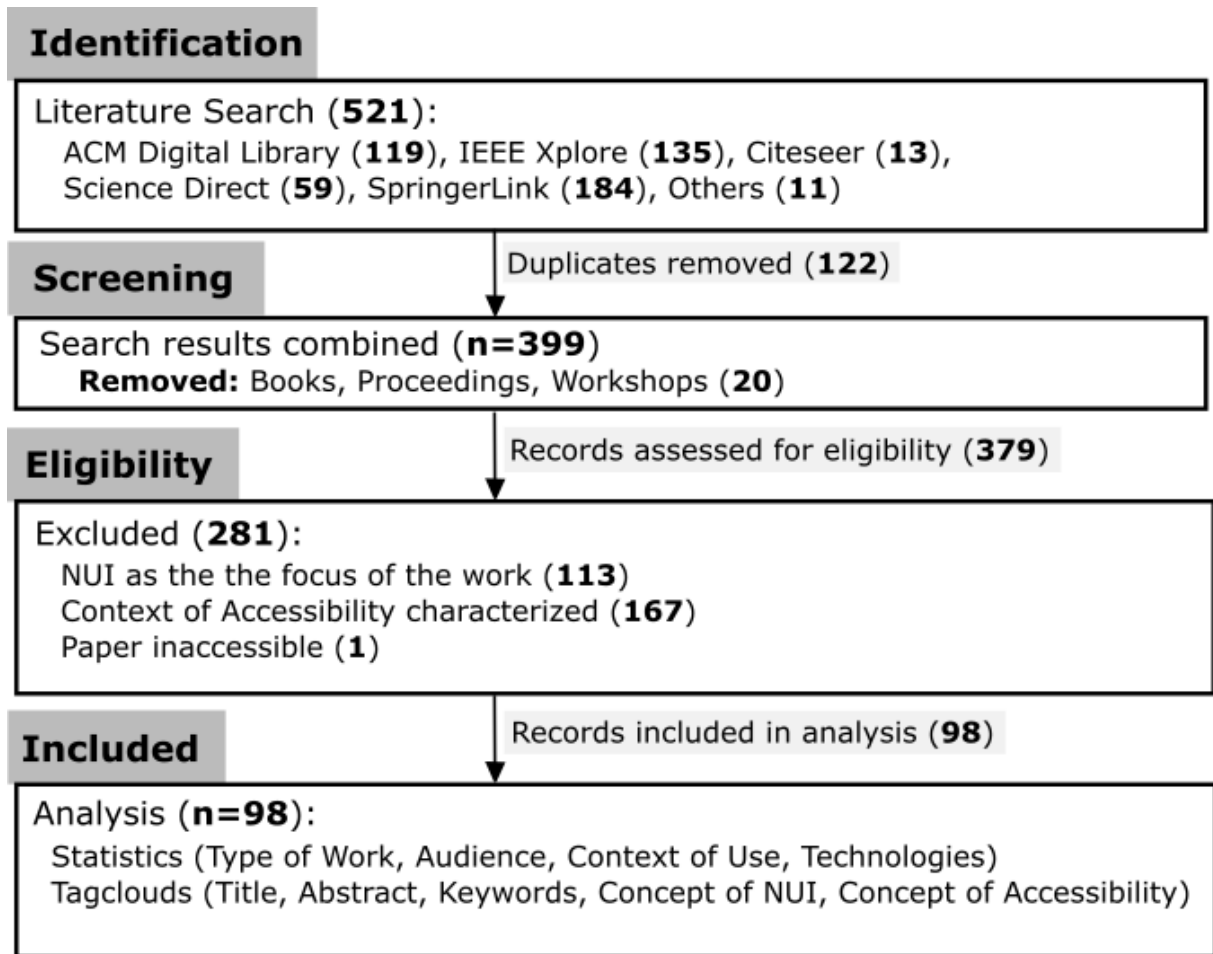 Identification
Literature Search (521):
ACM Digital Library (119), IEEE Xplore (135), Citeseer (13),
Science Direct (59), SpringerLink (184), Others (11)
Duplicates removed (122)
Screening
Search results combined (n=399)
Removed: Books, Proceedings, Workshops (20)
Records assessed for eligibility (379)
Eligibility
Excluded (281):
NUI as the the focus of the work (113)
Context of Accessibility characterized (167)
Paper inaccessible (1)
Records included in analysis (98)
Included
Analysis (n=98):
Statistics (Type of Work, Audience, Context of Use, Technologies)
Tagclouds (Title, Abstract, Keywords, Concept of NUI, Concept of Accessibility)